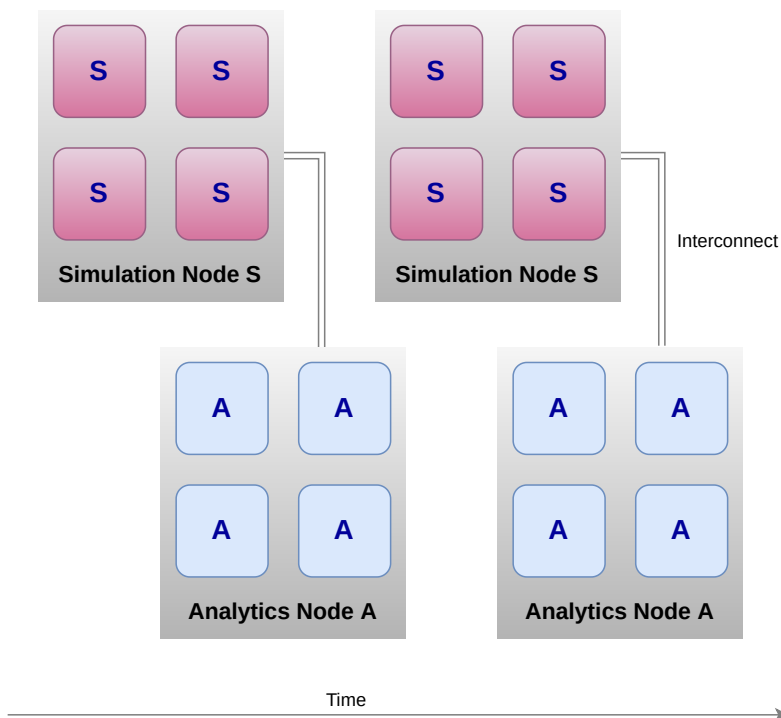 S S S S
S S S S
Simulation Node S Simulation Node S
Interconnect
A A A A
A A A A
Analytics Node A Analytics Node A
Time